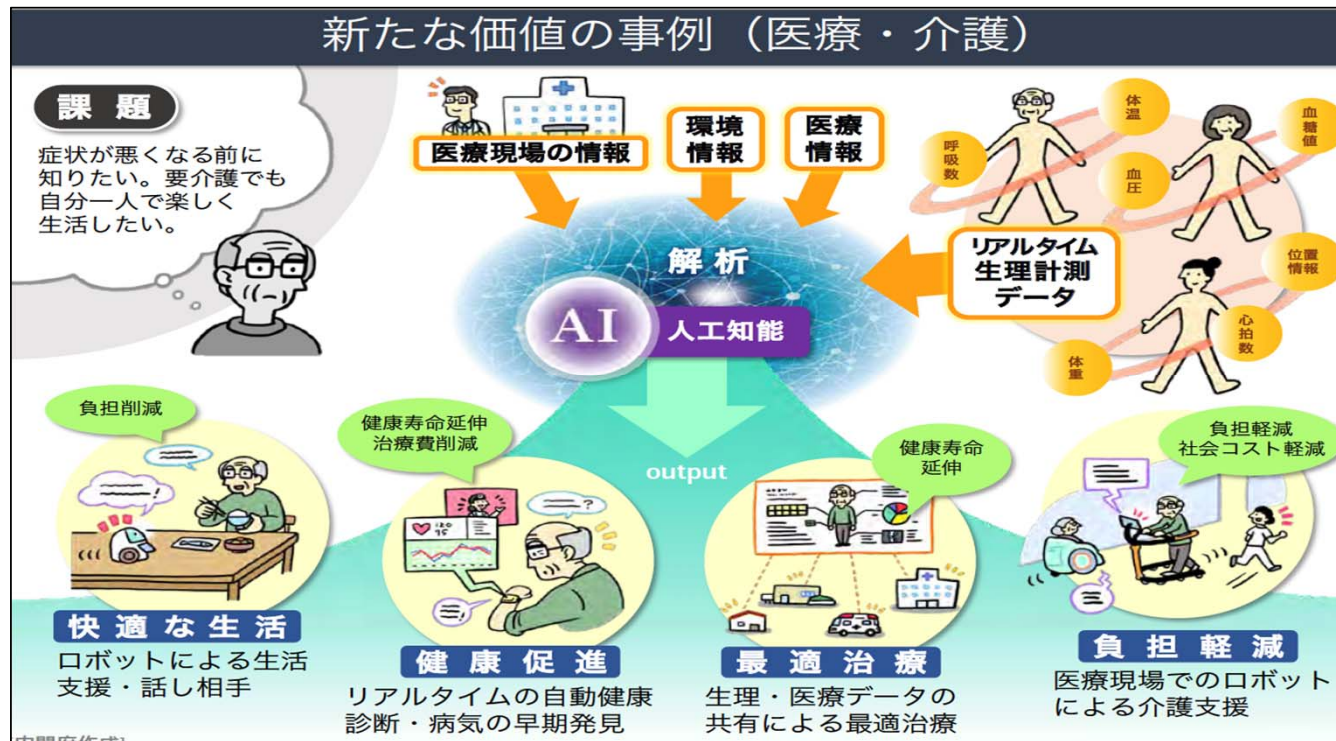 新たな価値の事例（医療・介護）
課題
症状が悪くなる前に
知りたい。要介護でも
自分一人で楽しく
生活したい。
医療現場の情報
環境
情報
医療
情報
体温
血糖値
呼吸数
血圧
リアルタイム
生理計測
データ
位置
情報
心拍数
体重
解析
AI
人工知能
output
負担削減
快適な生活
ロボットによる生活
支援・話し相手
健康寿命延伸
治療費削減
健康促進
リアルタイムの自動健康
診断・病気の早期発見
健康寿命
延伸
最適治療
生理・医療データの
共有による最適治療
負担軽減
社会コスト軽減
負担軽減
医療現場でのロボット
による介護支援